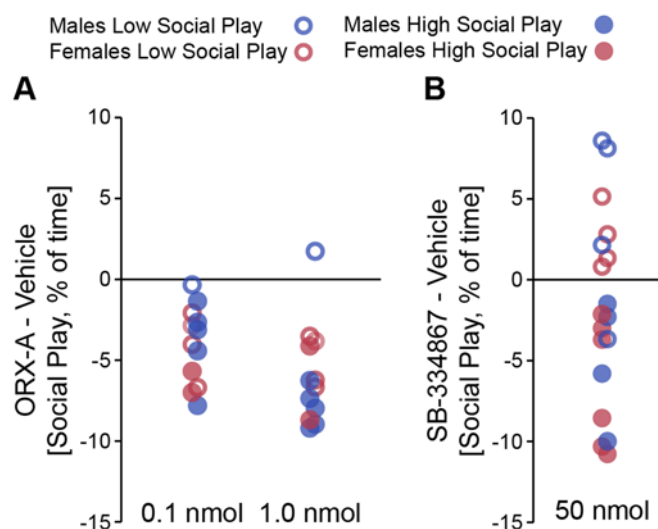 Males Low Social Play
Males High Social Play
Females Low Social Play
Females High Social Play
A
ORX-A - Vehicle
[Social Play, % of time]
10
5
0
-5
-10
-15
0.1 nmol
1.0 nmol
B
SB-334867 - Vehicle
[Social Play, % of time]
10
5
0
-5
-10
-15
50 nmol